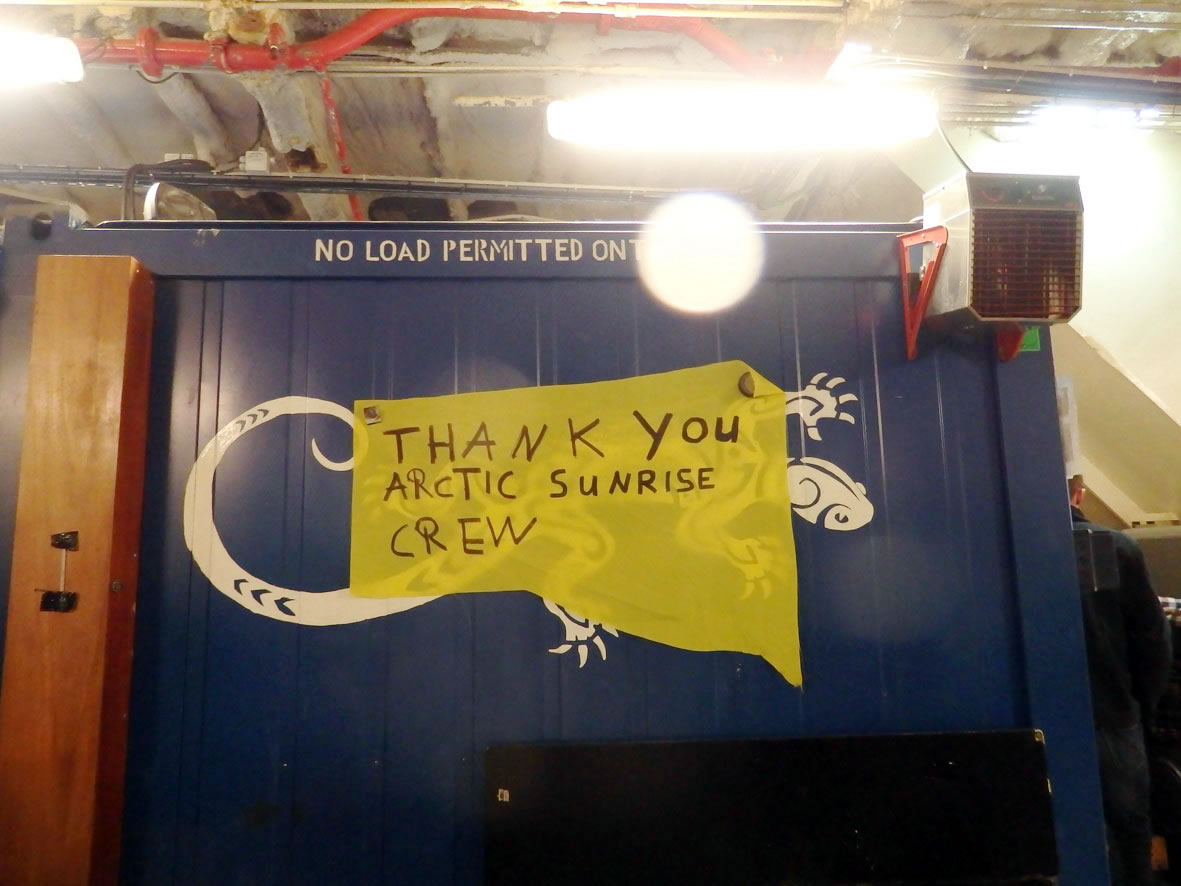 NO LOAD PERMITTED ONT
THANK YOU
ARCTIC SUNRISE
CREW